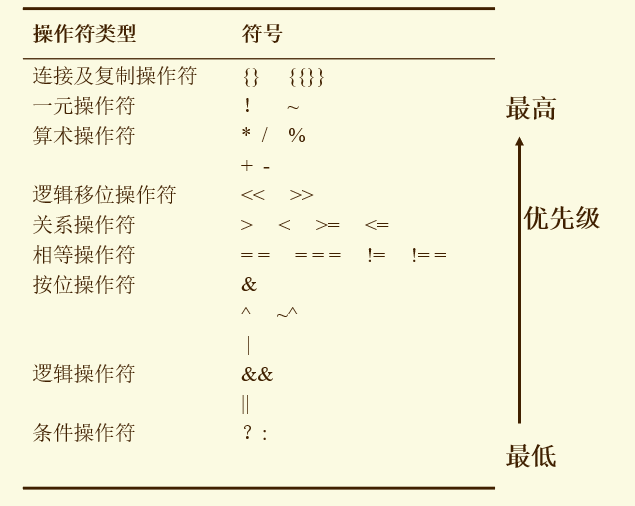 操作符类型 符号
连接及复制操作符 {} {{}}
一元操作符 ! ~
最高
算术操作符 * / %
+ -
逻辑移位操作符 << >>
优先级
关系操作符 > < >= <=
相等操作符 == === != !==
按位操作符 &
^ ~^
|
逻辑操作符 &&
||
条件操作符 ? :
最低